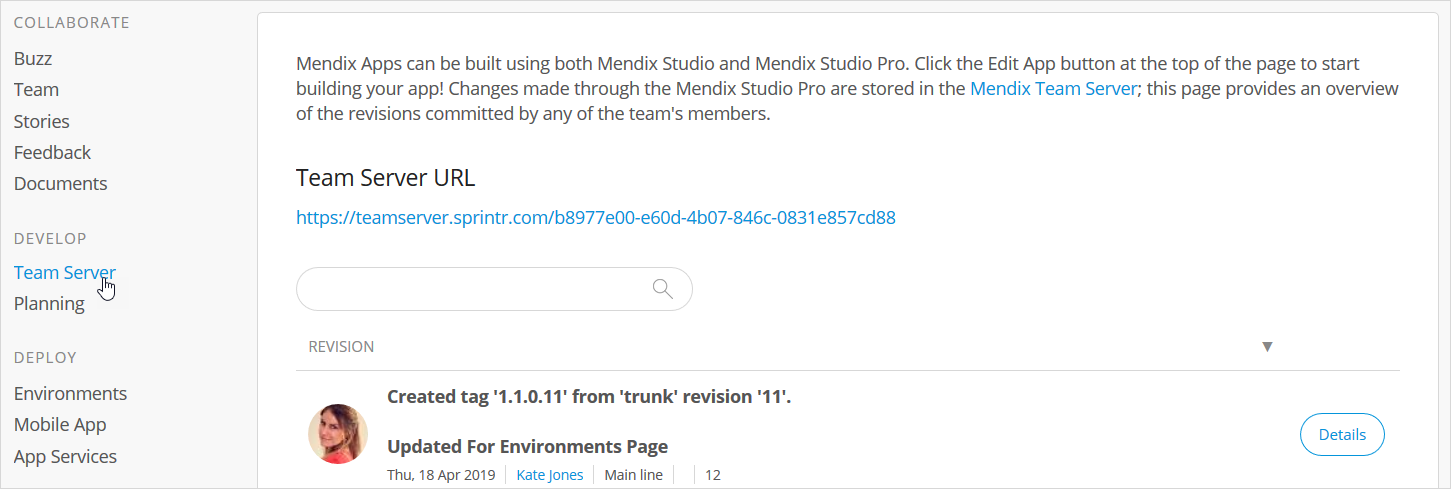 COLLABORATE
Buzz
Team
Stories
Feedback
Documents
DEVELOP
Team Server
Planning
DEPLOY
Environments
Mobile App
App Services
Mendix Apps can be built using both Mendix Studio and Mendix Studio Pro. Click the Edit App button at the top of the page to start
building your app! Changes made through the Mendix Studio Pro are stored in the Mendix Team Server; this page provides an overview
of the revisions committed by any of the team's members.
Team Server URL
https://teamserver.sprintr.com/b8977e00-e60d-4b07-846c-0831e857cd88
REVISION ▼
Created tag '1.1.0.11' from 'trunk' revision '11'.
Updated For Environments Page
Thu, 18 Apr 2019 Kate Jones Main line 12
Details